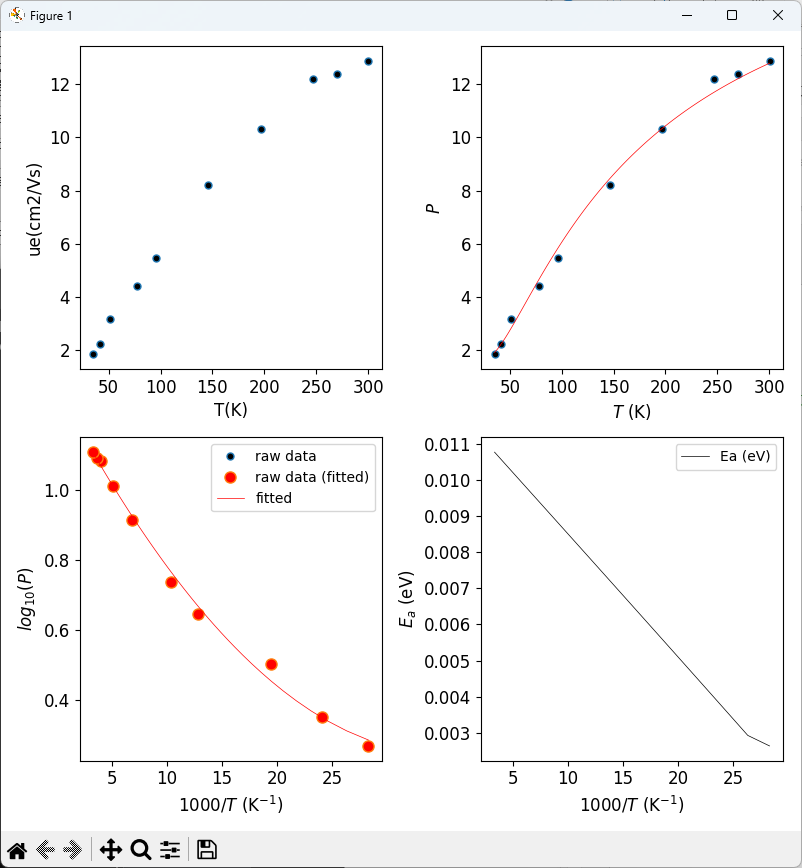 Figure 1
12
10
8
6
4
2
ue(cm2/Vs)
50 100 150 200 250 300
T(K)
12
10
8
6
4
2
P
50 100 150 200 250 300
T (K)
raw data
raw data (fitted)
fitted
1.0
0.8
0.6
0.4
log₁₀(P)
5 10 15 20 25
1000/T (K⁻¹)
Ea (eV)
0.011
0.010
0.009
0.008
0.007
0.006
0.005
0.004
0.003
Eₐ (eV)
5 10 15 20 25
1000/T (K⁻¹)